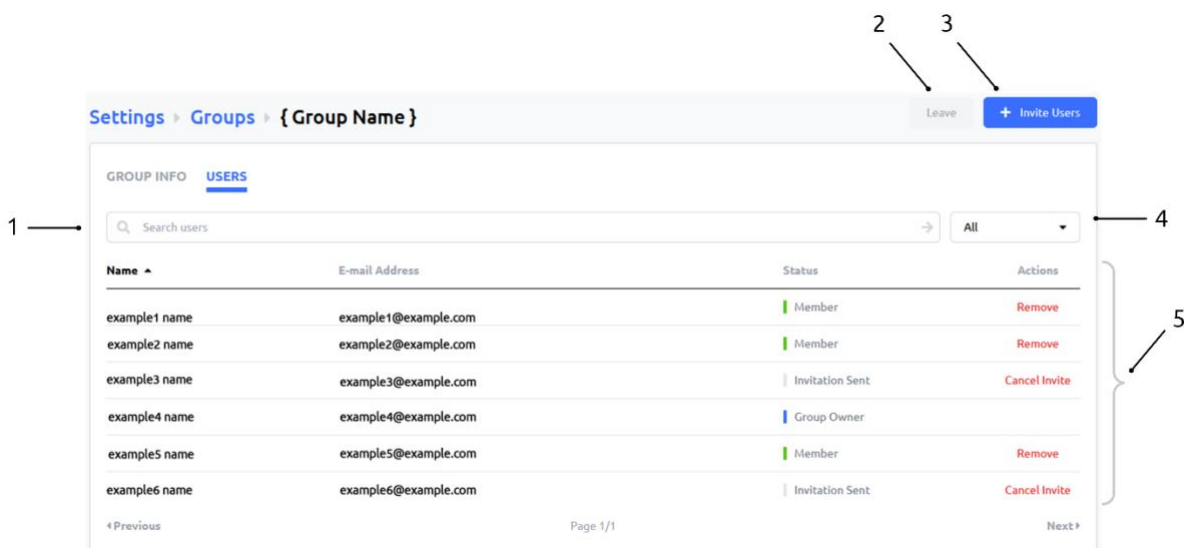 2 3
Settings Groups { Group Name }
Leave + Invite Users
GROUP INFO USERS
1 Search users All 4
Name E-mail Address Status Actions
example1 name example1@example.com Member Remove
5
example2 name example2@example.com Member Remove
example3 name example3@example.com Invitation Sent Cancel Invite
example4 name example4@example.com Group Owner
example5 name example5@example.com Member Remove
example6 name example6@example.com Invitation Sent Cancel Invite
Previous Page 1/1 Next